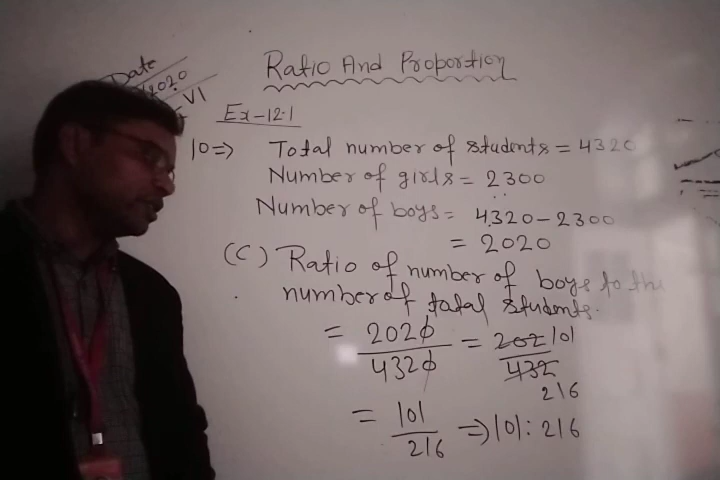 Ratio And Proportion
Date
2020
VI
Ex-12.1
10⇒ Total number of students = 4320
Number of girls = 2300
Number of boys = 4320-2300
= 2020
(C) Ratio of number of boys to the
number of total students.
= 2020/4320 = 202/432 101
216
= 101/216 ⇒ 101:216